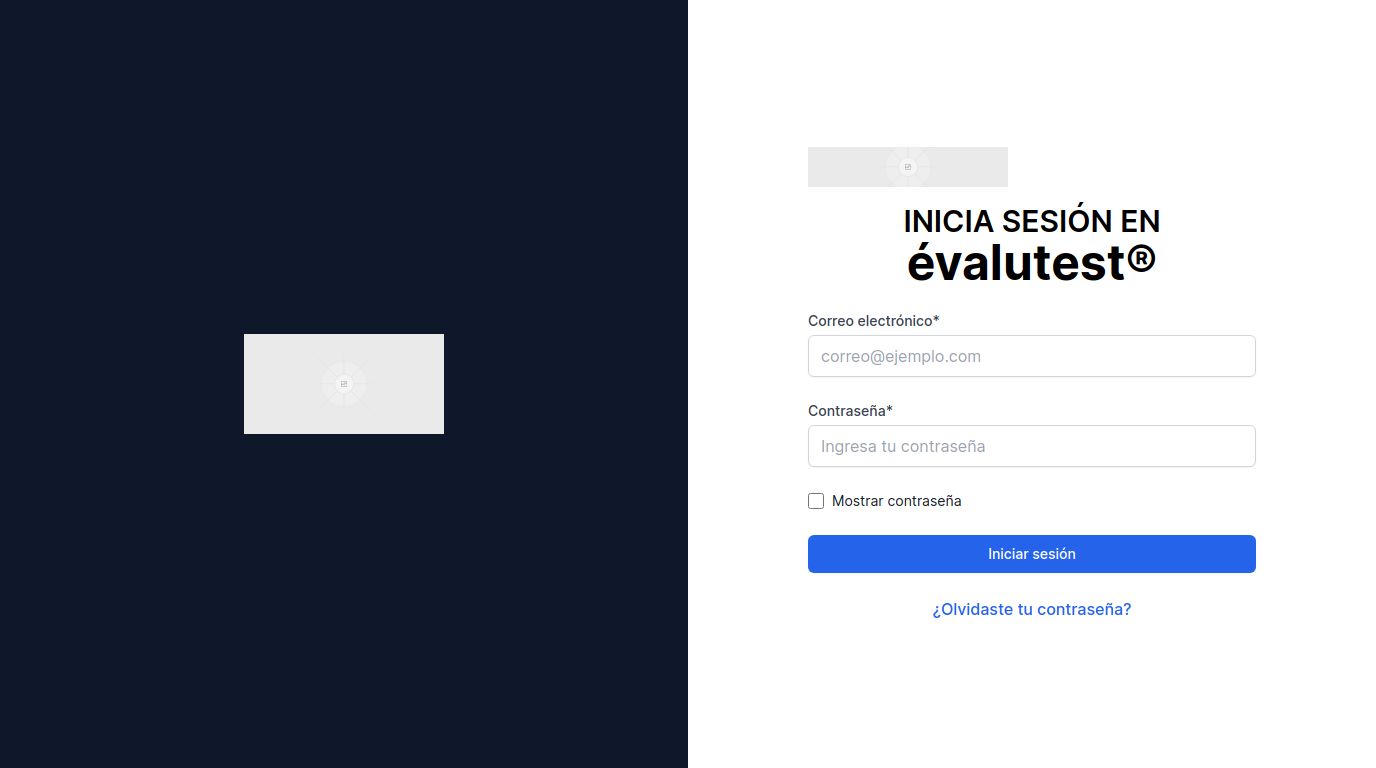 INICIA SESIÓN EN
évalutest®
Correo electrónico*
correo@ejemplo.com
Contraseña*
Ingresa tu contraseña
Mostrar contraseña
Iniciar sesión
¿Olvidaste tu contraseña?